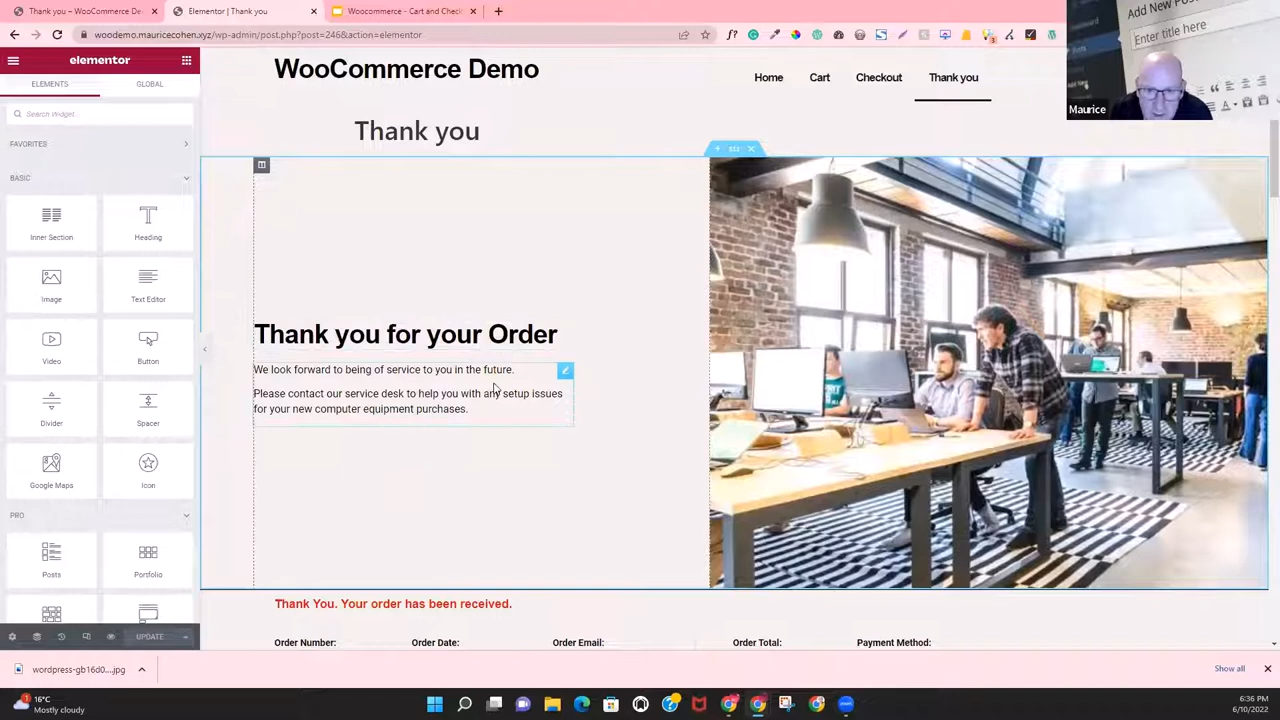 Thank you – WooCommerce Demo
Elementor | Thank you
Woocommerce - Cart and Check
woodemo.mauricecohen.xyz/wp-admin/post.php?post=246&action=elementor
elementor
ELEMENTS
GLOBAL
Search Widget...
FAVORITES
BASIC
Inner Section
Heading
Image
Text Editor
Video
Button
Divider
Spacer
Google Maps
Icon
PRO
Posts
Portfolio
UPDATE
WooCommerce Demo
Home
Cart
Checkout
Thank you
Thank you
Thank you for your Order
We look forward to being of service to you in the future.
Please contact our service desk to help you with any setup issues
for your new computer equipment purchases.
Thank You. Your order has been received.
Order Number:
Order Date:
Order Email:
Order Total:
Payment Method:
Add New Pos
Enter title here
Maurice
wordpress-gb16d0....jpg
Show all
16°C
Mostly cloudy
6:36 PM
6/10/2022